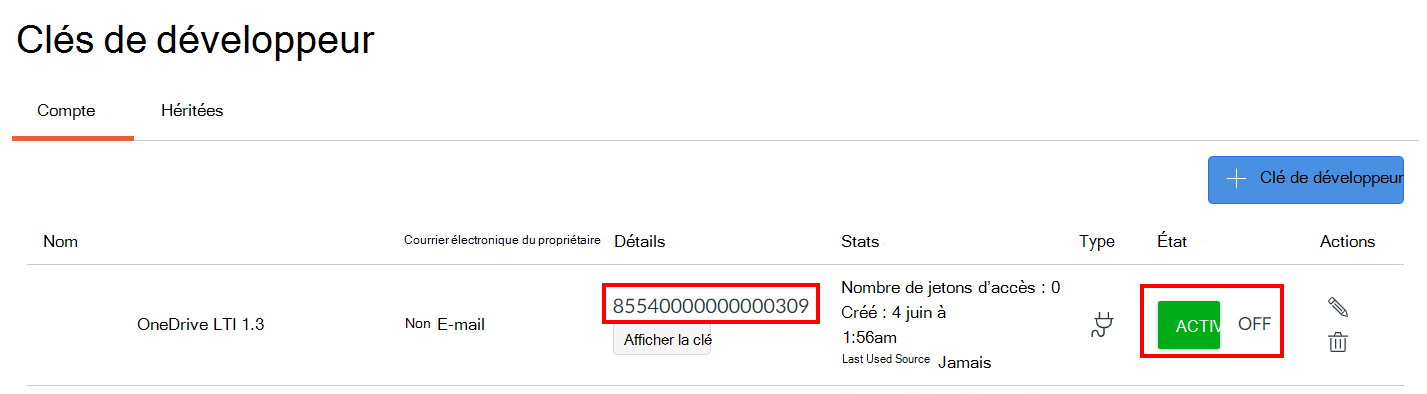 Clés de développeur
Compte Héritées
Clé de développeur
Nom Courrier électronique du propriétaire Détails Stats Type État Actions
OneDrive LTI 1.3
Non E-mail
85540000000000309
Afficher la clé
Nombre de jetons d’accès : 0
Créé : 4 juin à
1:56am
Last Used Source Jamais
ACTIV OFF